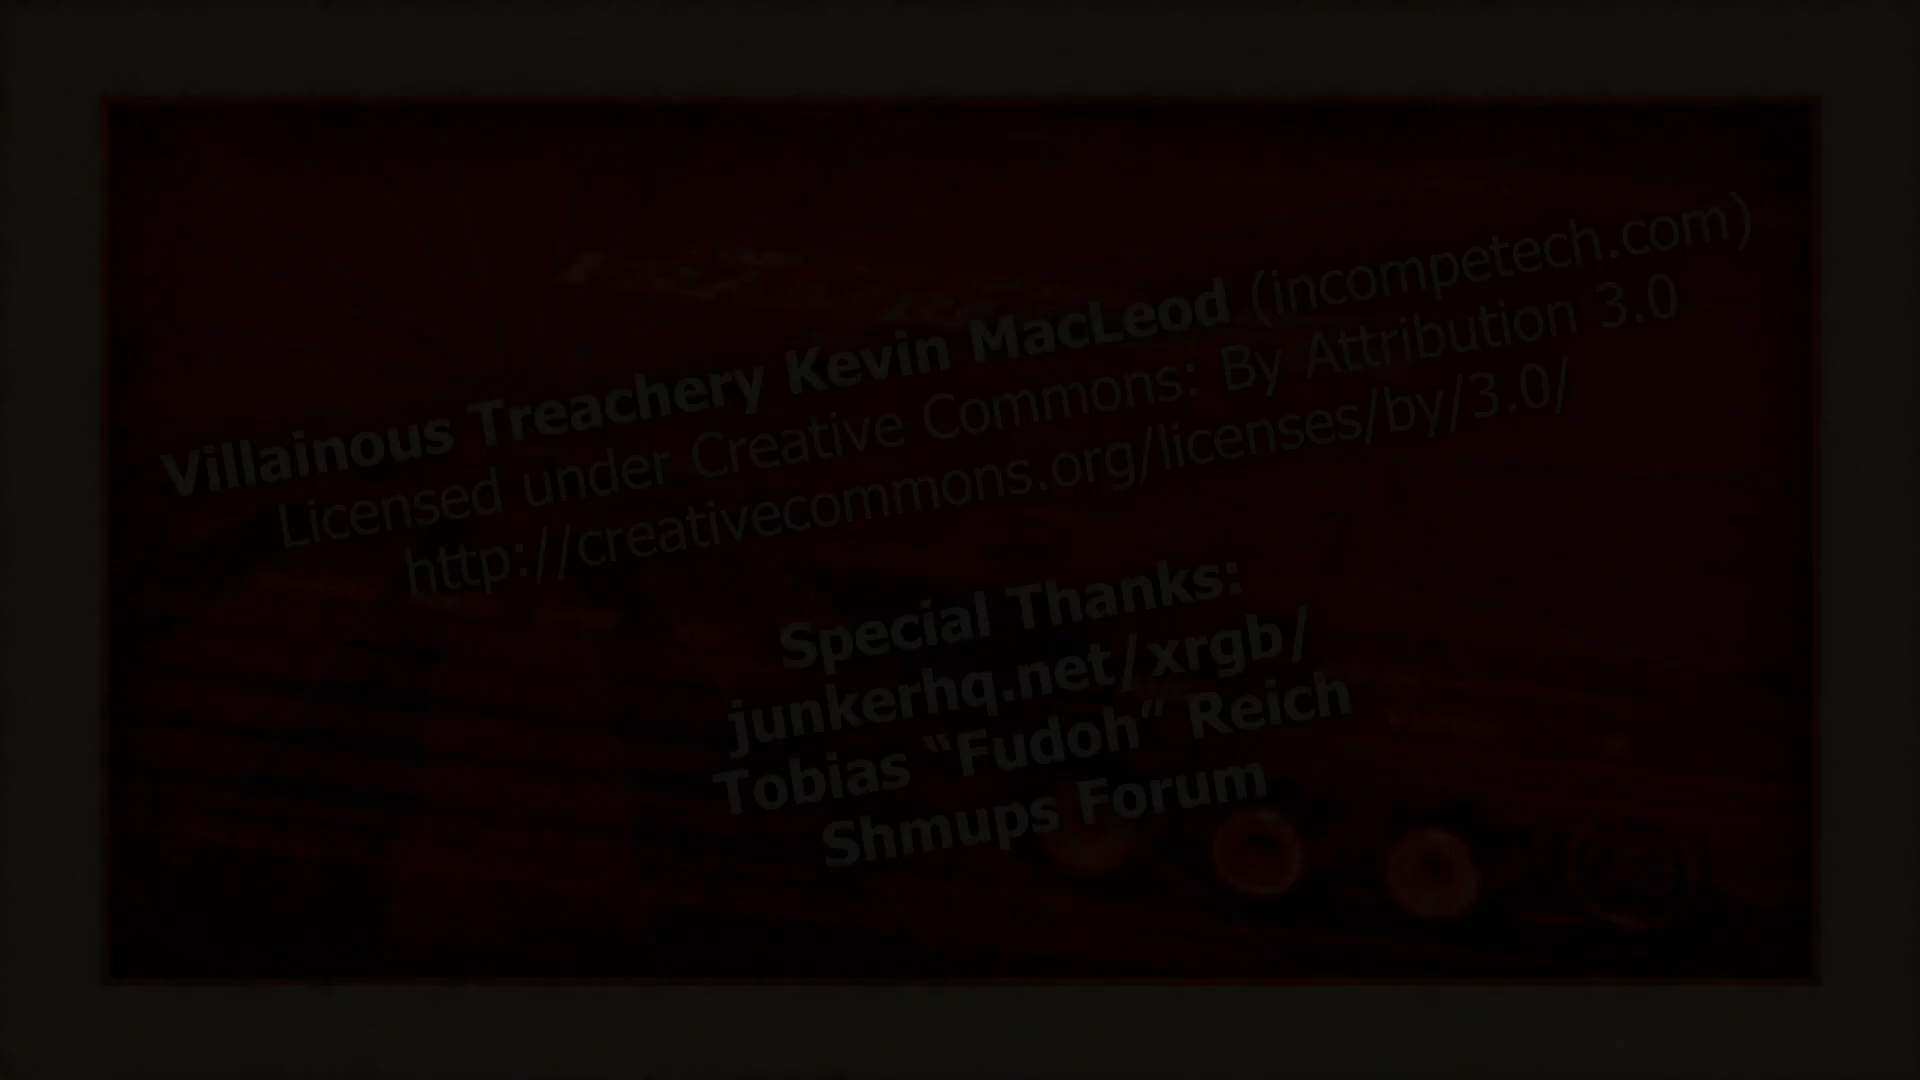 Villainous Treachery Kevin MacLeod (incompetech.com)
Licensed under Creative Commons: By Attribution 3.0
http://creativecommons.org/licenses/by/3.0/
Special Thanks:
junkerhq.net/xrgb/
Tobias “Fudoh” Reich
Shmups Forum